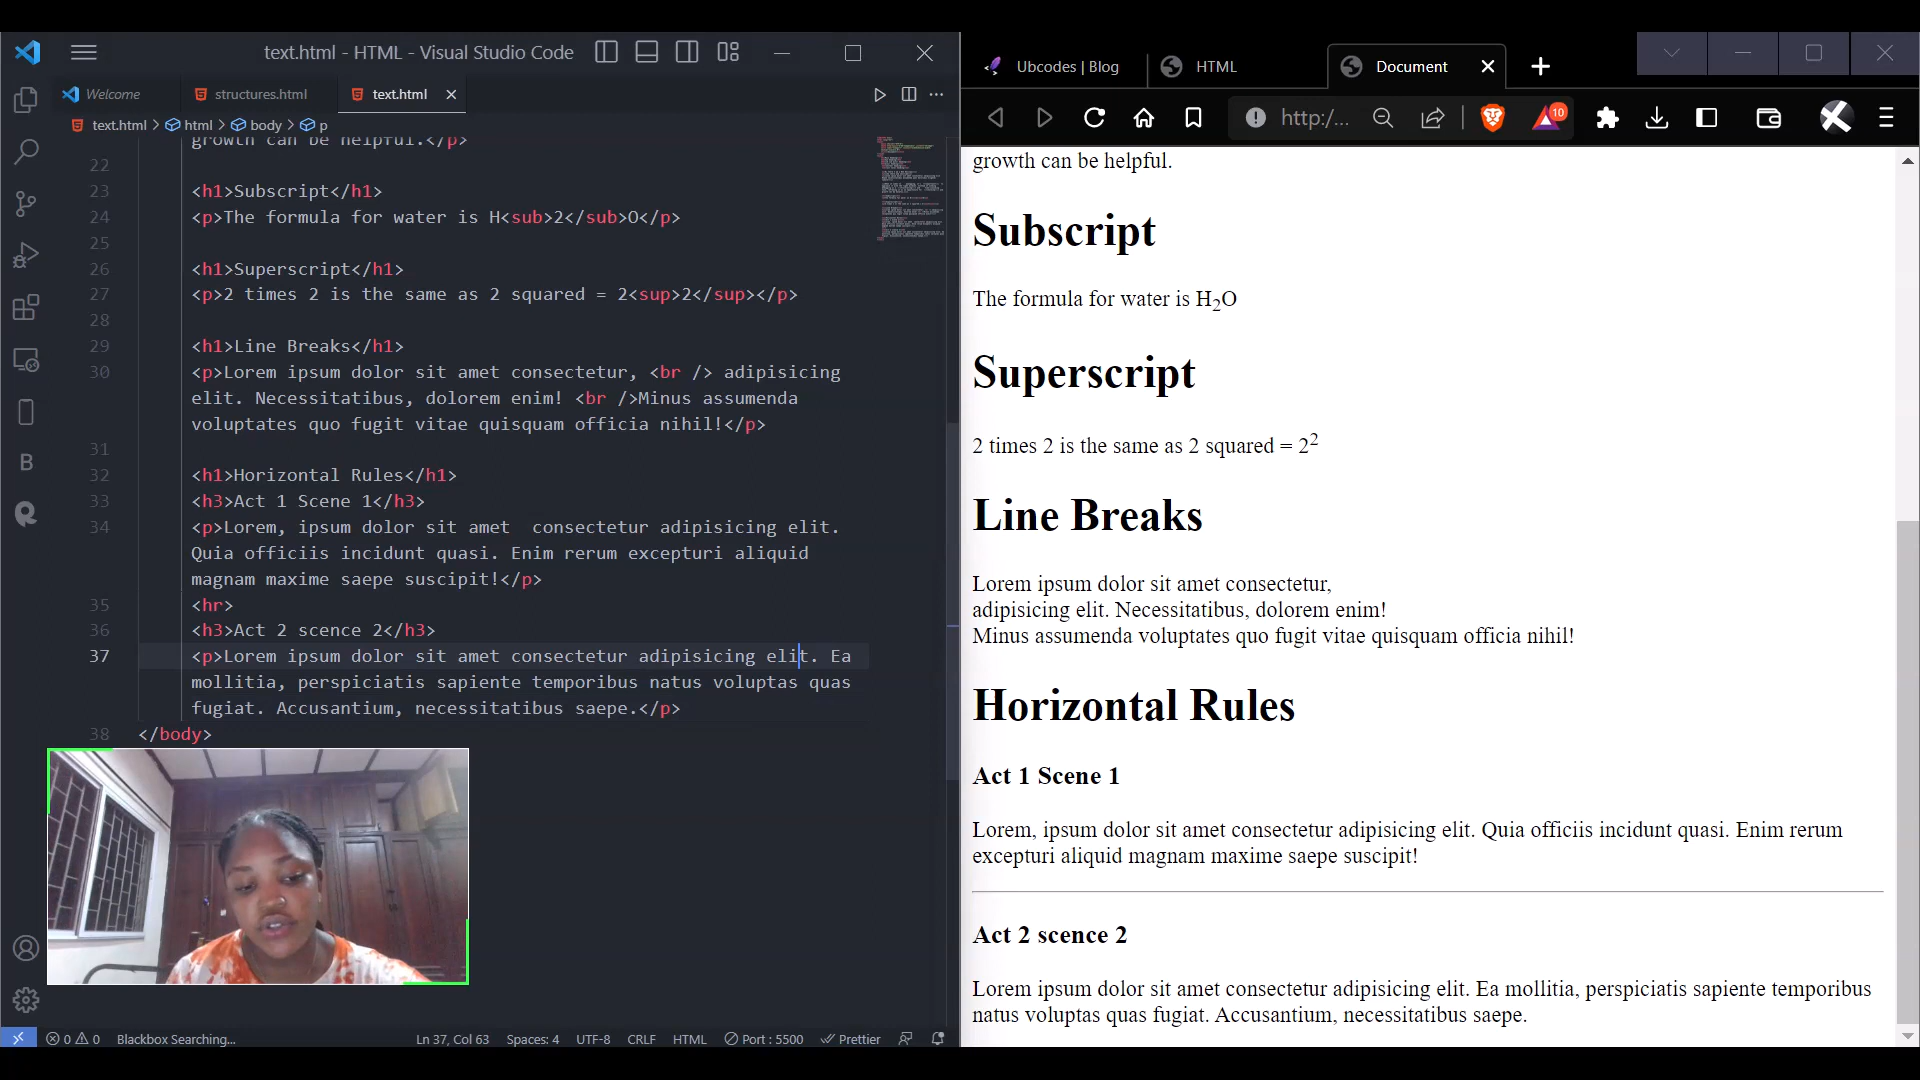 text.html - HTML - Visual Studio Code
Welcome
structures.html
text.html
text.html > html > body > p
growth can be helpful.</p>
22
23 <h1>Subscript</h1>
24 <p>The formula for water is H<sub>2</sub>O</p>
25
26 <h1>Superscript</h1>
27 <p>2 times 2 is the same as 2 squared = 2<sup>2</sup></p>
28
29 <h1>Line Breaks</h1>
30 <p>Lorem ipsum dolor sit amet consectetur, <br /> adipisicing
elit. Necessitatibus, dolorem enim! <br />Minus assumenda
voluptates quo fugit vitae quisquam officia nihil!</p>
31
32 <h1>Horizontal Rules</h1>
33 <h3>Act 1 Scene 1</h3>
34 <p>Lorem, ipsum dolor sit amet  consectetur adipisicing elit.
Quia officiis incidunt quasi. Enim rerum excepturi aliquid
magnam maxime saepe suscipit!</p>
35 <hr>
36 <h3>Act 2 scence 2</h3>
37 <p>Lorem ipsum dolor sit amet consectetur adipisicing elit. Ea
mollitia, perspiciatis sapiente temporibus natus voluptas quas
fugiat. Accusantium, necessitatibus saepe.</p>
38 </body>
0 0 Blackbox Searching... Ln 37, Col 63 Spaces: 4 UTF-8 CRLF HTML Port : 5500 Prettier
Ubcodes | Blog
HTML
Document
http:/...
10
growth can be helpful.
Subscript
The formula for water is H2O
Superscript
2 times 2 is the same as 2 squared = 2²
Line Breaks
Lorem ipsum dolor sit amet consectetur,
adipisicing elit. Necessitatibus, dolorem enim!
Minus assumenda voluptates quo fugit vitae quisquam officia nihil!
Horizontal Rules
Act 1 Scene 1
Lorem, ipsum dolor sit amet consectetur adipisicing elit. Quia officiis incidunt quasi. Enim rerum
excepturi aliquid magnam maxime saepe suscipit!
Act 2 scence 2
Lorem ipsum dolor sit amet consectetur adipisicing elit. Ea mollitia, perspiciatis sapiente temporibus
natus voluptas quas fugiat. Accusantium, necessitatibus saepe.